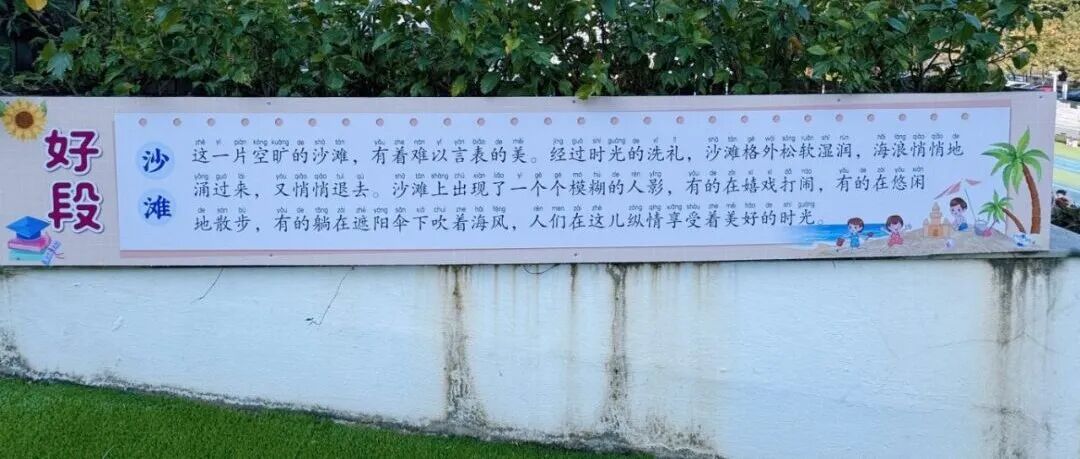 好段
沙滩
这一片空旷的沙滩，有着难以言表的美。经过时光的洗礼，沙滩格外松软湿润，海浪悄悄地
涌过来，又悄悄退去。沙滩上出现了一个个模糊的人影，有的在嬉戏打闹，有的在悠闲
地散步，有的躺在遮阳伞下吹着海风，人们在这儿纵情享受着美好的时光。